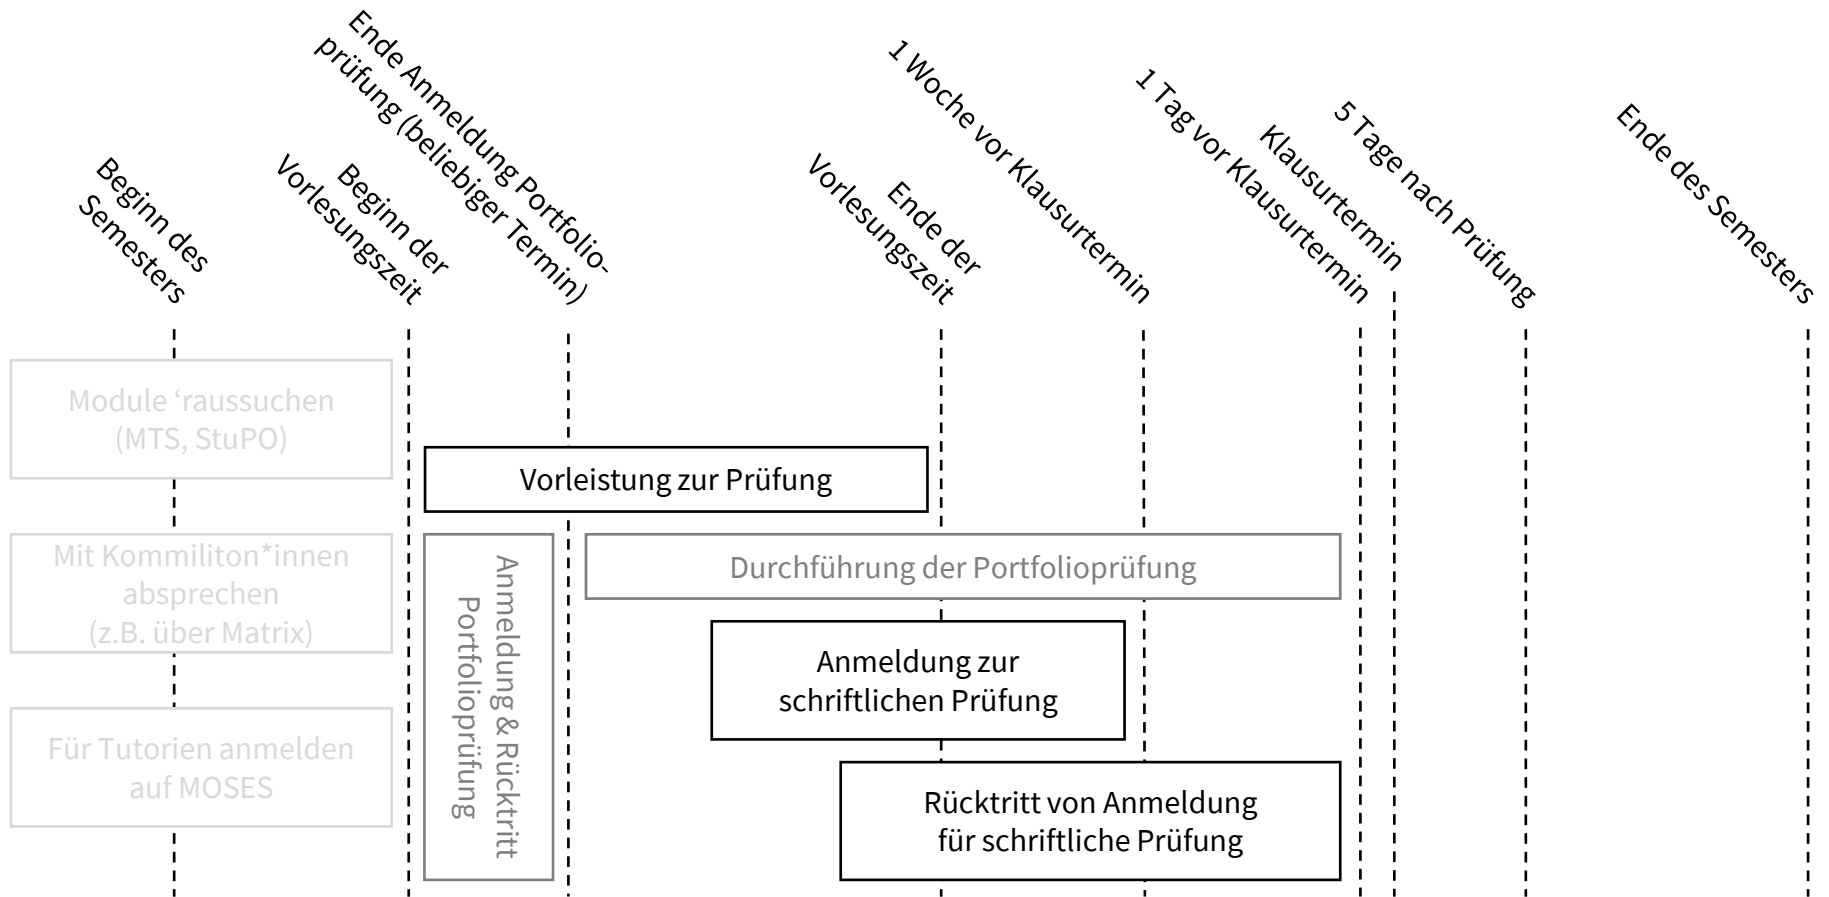 Beginn des
Semesters
Beginn der
Vorlesungszeit
Ende Anmeldung Portfolio-
prüfung (beliebiger Termin)
Ende der
Vorlesungszeit
1 Woche vor Klausurtermin
1 Tag vor Klausurtermin
Klausurtermin
5 Tage nach Prüfung
Ende des Semesters
Module ‘raussuchen
(MTS, StuPO)
Vorleistung zur Prüfung
Mit Kommiliton*innen
absprechen
(z.B. über Matrix)
Anmeldung & Rücktritt
Portfolioprüfung
Durchführung der Portfolioprüfung
Anmeldung zur
schriftlichen Prüfung
Für Tutorien anmelden
auf MOSES
Rücktritt von Anmeldung
für schriftliche Prüfung